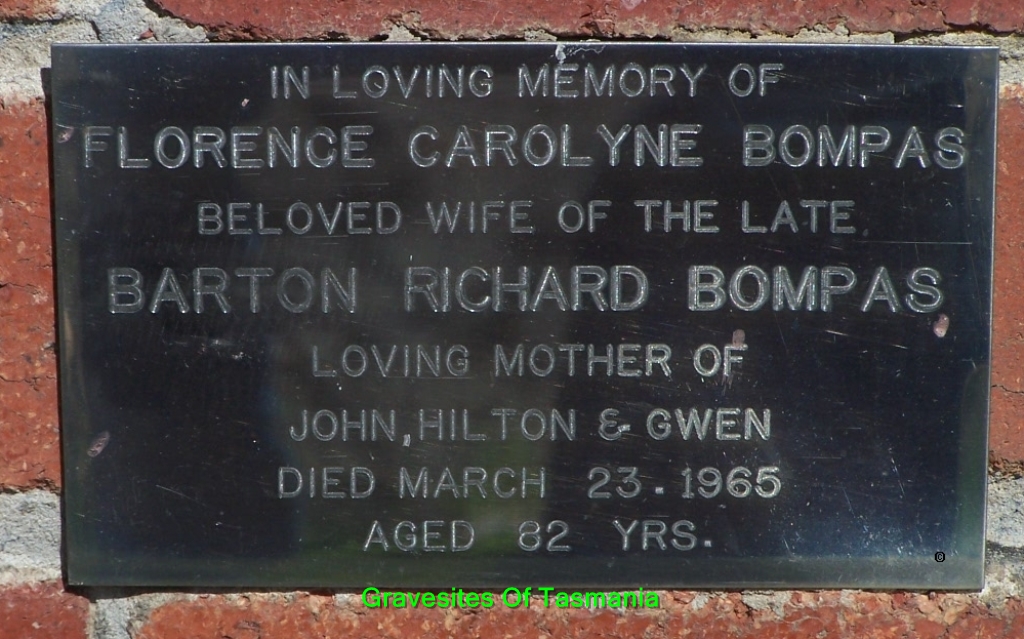 IN LOVING MEMORY OF
FLORENCE CAROLYNE BOMPAS
BELOVED WIFE OF THE LATE
BARTON RICHARD BOMPAS
LOVING MOTHER OF
JOHN, HILTON & GWEN
DIED MARCH 23. 1965
AGED 82 YRS.
©
Gravesites Of Tasmania